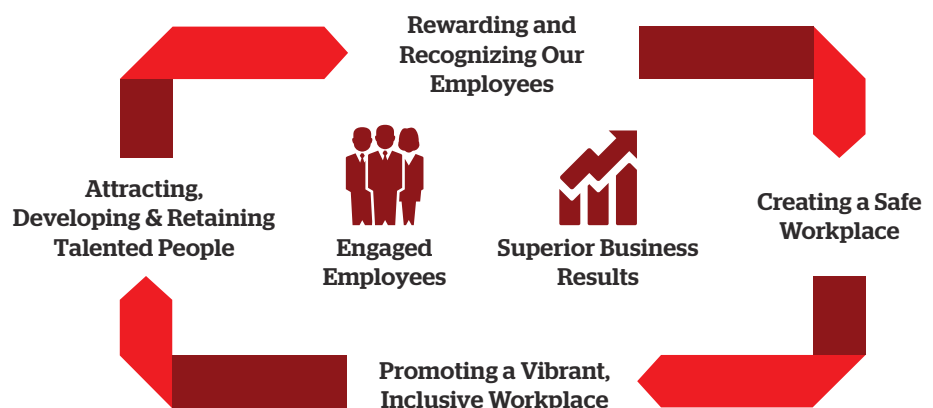 Rewarding and
Recognizing Our
Employees
Attracting,
Developing & Retaining
Talented People
Engaged
Employees
Superior Business
Results
Creating a Safe
Workplace
Promoting a Vibrant,
Inclusive Workplace